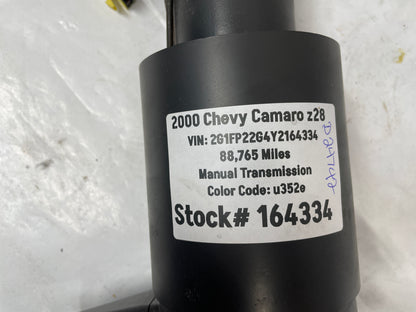 2000 Chevy Camaro z28
VIN: 2G1FP22G4Y2164334
88,765 Miles
Manual Transmission
Color Code: u352e
Stock# 164334